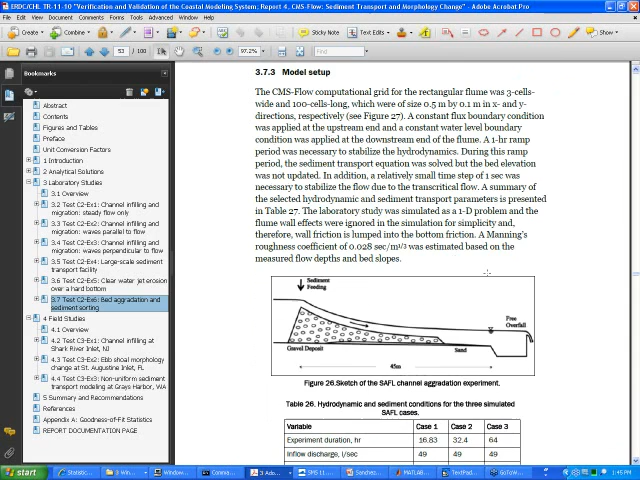 ERDC/CHL TR-11-10 "Verification and Validation of the Coastal Modeling System; Report 4, CMS-Flow: Sediment Transport and Morphology Change" - Adobe Acrobat Pro
File Edit View Document Comments Forms Tools Advanced Window Help
Create Combine Sticky Note Text Edits Show
53 / 100 97.2% Find
Bookmarks
Abstract
Contents
Figures and Tables
Preface
Unit Conversion Factors
1 Introduction
2 Analytical Solutions
3 Laboratory Studies
3.1 Overview
3.2 Test C2-Ex1: Channel infilling and
migration: steady flow only
3.3 Test C2-Ex2: Channel infilling and
migration: waves parallel to flow
3.4 Test C2-Ex3: Channel infilling and
migration: waves perpendicular to flow
3.5 Test C2-Ex4: Large-scale sediment
transport facility
3.6 Test C2-Ex5: Clear water jet erosion
over a hard bottom
3.7 Test C2-Ex6: Bed aggradation and
sediment sorting
4 Field Studies
4.1 Overview
4.2 Test C3-Ex1: Channel infilling at
Shark River Inlet, NJ
4.3 Test C3-Ex2: Ebb shoal morphology
change at St. Augustine Inlet, FL
4.4 Test C3-Ex3: Non-uniform sediment
transport modeling at Grays Harbor, WA
5 Summary and Recommendations
References
Appendix A: Goodness-of-Fit Statistics
REPORT DOCUMENTATION PAGE
3.7.3 Model setup
The CMS-Flow computational grid for the rectangular flume was 3-cells-
wide and 100-cells-long, which were of size 0.5 m by 0.1 m in x- and y-
directions, respectively (see Figure 27). A constant flux boundary condition
was applied at the upstream end and a constant water level boundary
condition was applied at the downstream end of the flume. A 1-hr ramp
period was necessary to stabilize the hydrodynamics. During this ramp
period, the sediment transport equation was solved but the bed elevation
was not updated. In addition, a relatively small time step of 1 sec was
necessary to stabilize the flow due to the transcritical flow. A summary of
the selected hydrodynamic and sediment transport parameters is presented
in Table 27. The laboratory study was simulated as a 1-D problem and the
flume wall effects were ignored in the simulation for simplicity and,
therefore, wall friction is lumped into the bottom friction. A Manning's
roughness coefficient of 0.028 sec/m1/3 was estimated based on the
measured flow depths and bed slopes.
Sediment
Feeding
Free
Overfall
Gravel Deposit
Sand
45m
Figure 26.Sketch of the SAFL channel aggradation experiment.
Table 26. Hydrodynamic and sediment conditions for the three simulated
SAFL cases.
Variable Case 1 Case 2 Case 3
Experiment duration, hr 16.83 32.4 64
Inflow discharge, l/sec 49 49 49
start Statistic... 3 Win... Window... Comma... 3 Ado... SMS 11... Sanchez... MATLAB... TextPad... GoToW... 1:45 PM